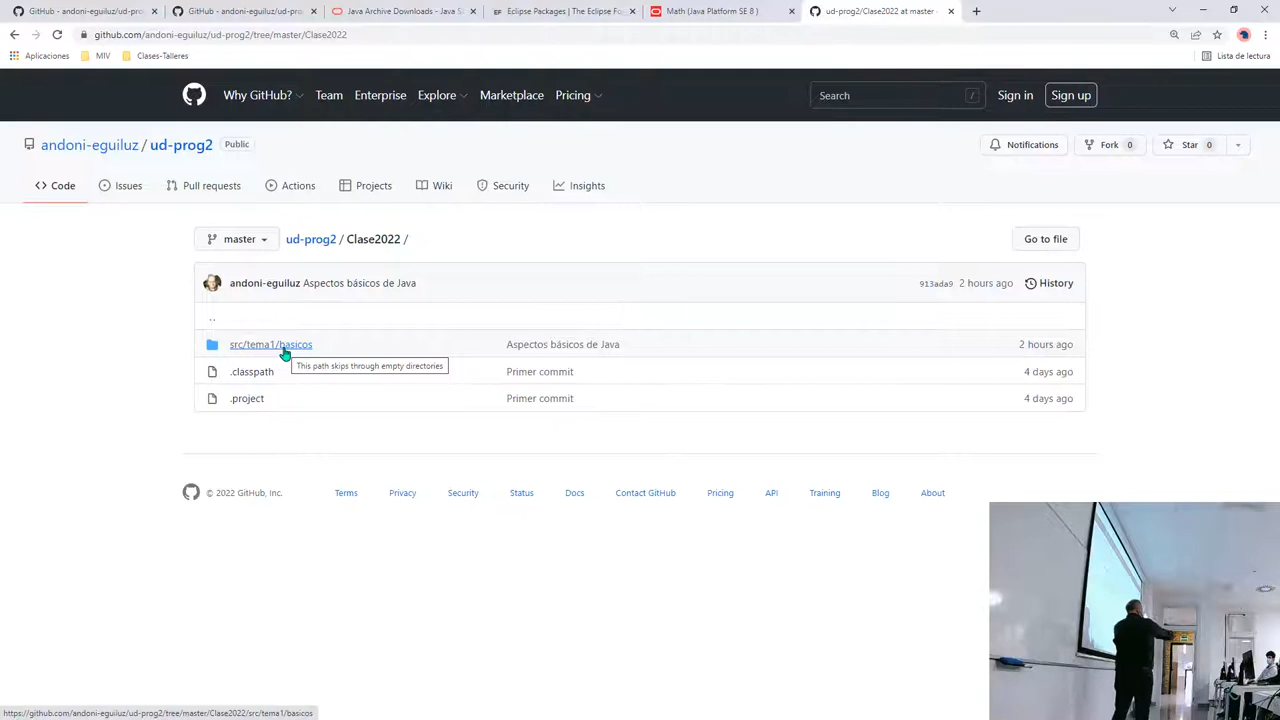 GitHub - andoni-eguiluz/ud-pro
GitHub - andoni-eguiluz/ud-pro
Java Archive Downloads - Java S
Eclipse Packages | The Eclipse Fo
Math (Java Platform SE 8 )
ud-prog2/Clase2022 at master
github.com/andoni-eguiluz/ud-prog2/tree/master/Clase2022
Aplicaciones
MIV
Clases-Talleres
Lista de lectura
Why GitHub?
Team
Enterprise
Explore
Marketplace
Pricing
Search
/
Sign in
Sign up
andoni-eguiluz / ud-prog2
Public
Notifications
Fork 0
Star 0
Code
Issues
Pull requests
Actions
Projects
Wiki
Security
Insights
master
ud-prog2 / Clase2022 /
Go to file
andoni-eguiluz Aspectos básicos de Java
913ada9 2 hours ago
History
..
src/tema1/basicos
Aspectos básicos de Java
2 hours ago
This path skips through empty directories
.classpath
Primer commit
4 days ago
.project
Primer commit
4 days ago
© 2022 GitHub, Inc.
Terms
Privacy
Security
Status
Docs
Contact GitHub
Pricing
API
Training
Blog
About
https://github.com/andoni-eguiluz/ud-prog2/tree/master/Clase2022/src/tema1/basicos